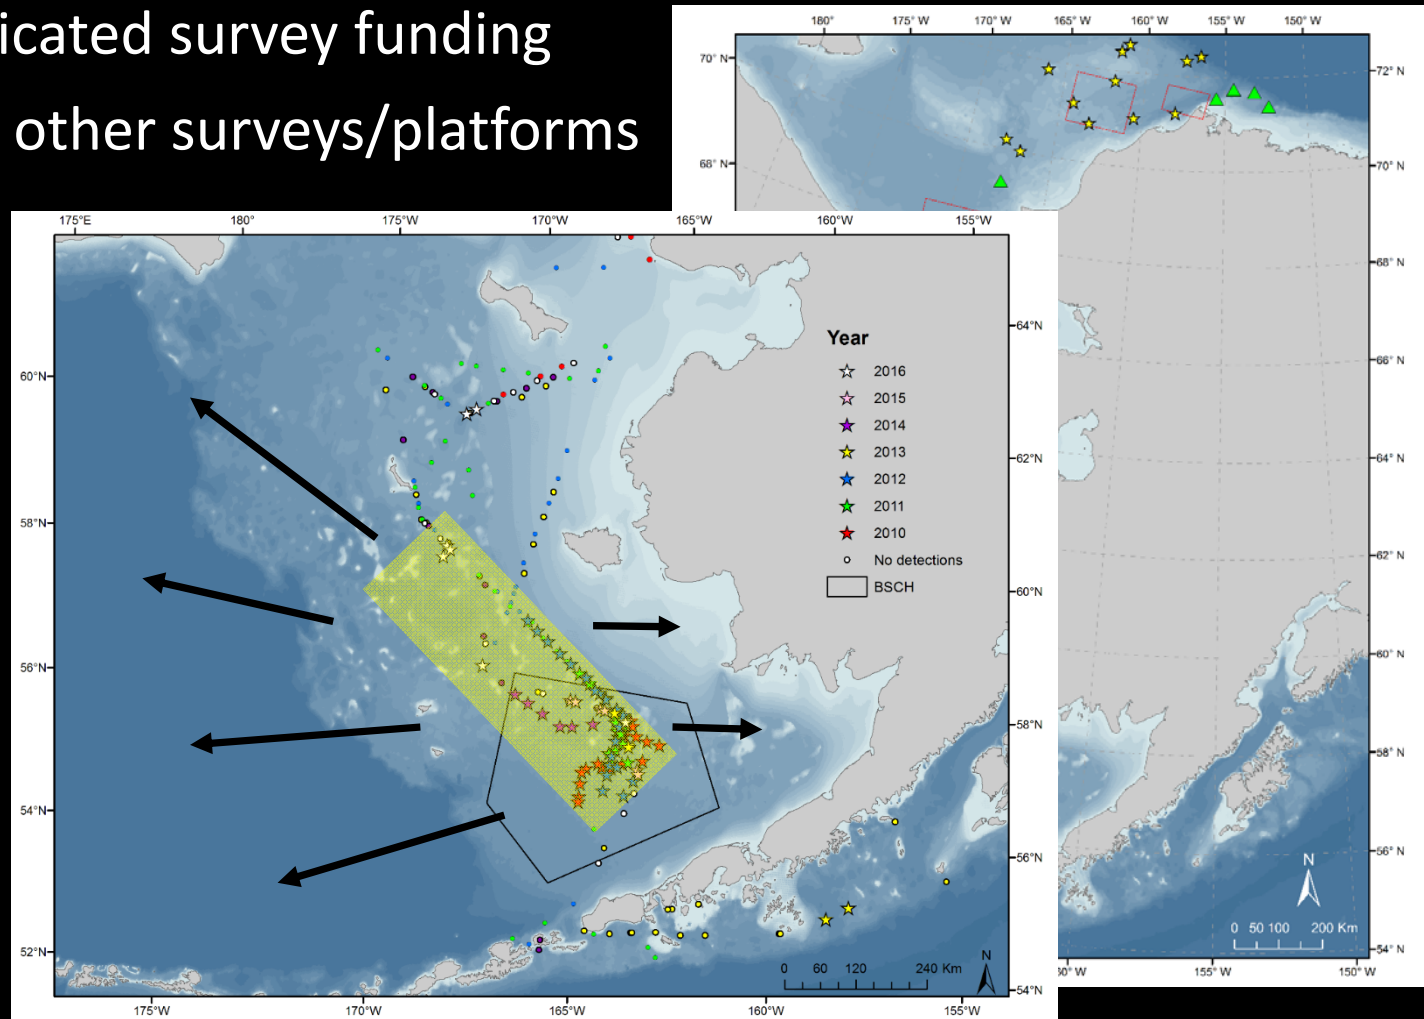 icated survey funding
other surveys/platforms
180° 170° W 170° W 165° W 160° W 155° W 150° W
70° N
72° N
68° N
70° N
160°W 155°W
68° N
66° N
64° N
62° N
60° N
58° N
56° N
54° N
N
0 50 100 200 Km
155°W 150°W
175°E 180° 175°W 170°W 165°W
60°N
58°N
56°N
54°N
52°N
64°N
62°N
60°N
58°N
56°N
54°N
Year
2016
2015
2014
2013
2012
2011
2010
No detections
BSCH
N
0 60 120 240 Km
175°W 170°W 165°W 160°W 155°W